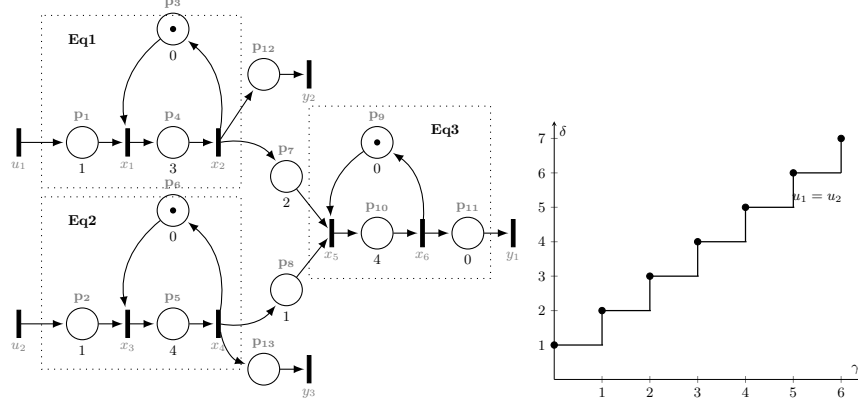 p3
Eq1
0
p12
p1
p4
y2
u1
1
x1
3
x2
p7
2
p6
Eq2
0
p9
Eq3
0
p10
p11
x5
4
x6
0
y1
p8
1
p2
p5
u2
1
x3
4
x4
p13
y3
δ
7
6
5
4
3
2
1
u1 = u2
1 2 3 4 5 6
γ